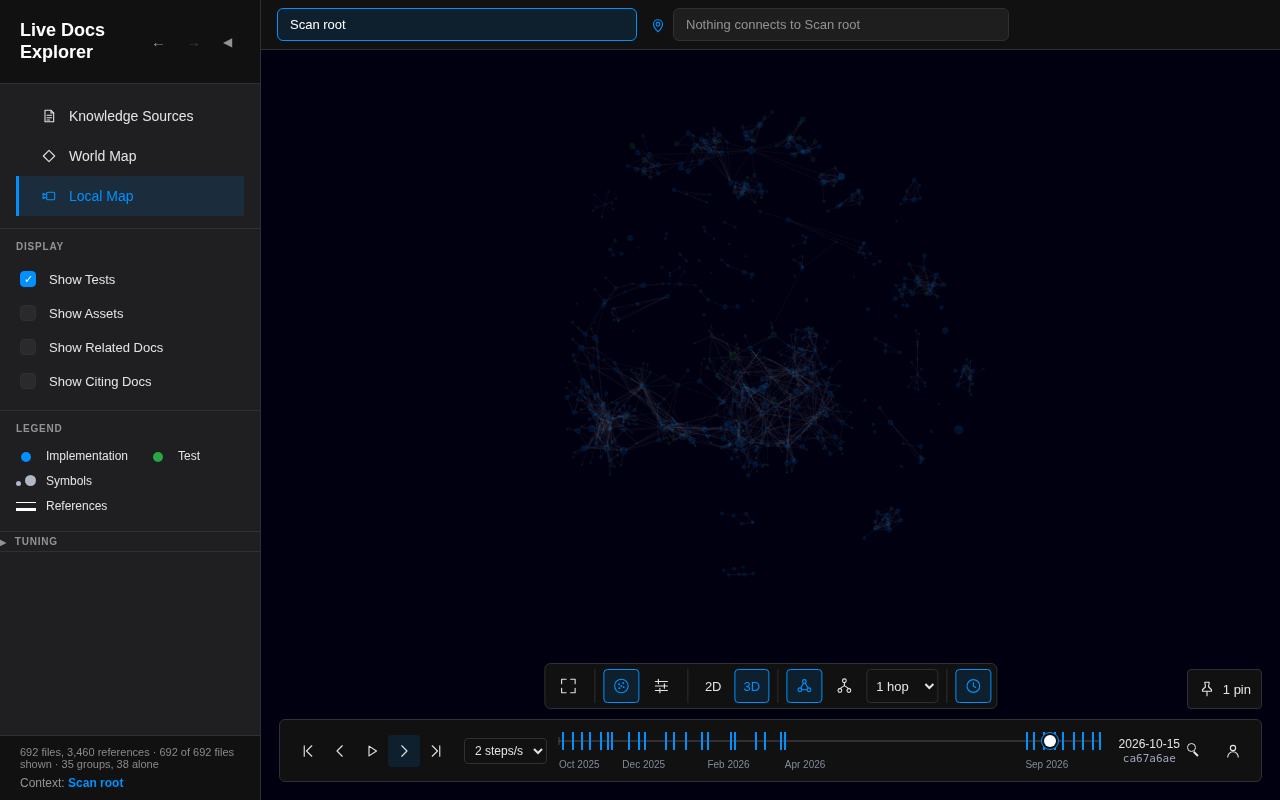 Live Docs
Explorer
Knowledge Sources
World Map
Local Map
DISPLAY
Show Tests
Show Assets
Show Related Docs
Show Citing Docs
LEGEND
Implementation
Test
Symbols
References
TUNING
692 files, 3,460 references · 692 of 692 files
shown · 35 groups, 38 alone
Context: Scan root
Scan root
Nothing connects to Scan root
2D
3D
1 hop
1 pin
2 steps/s
Oct 2025
Dec 2025
Feb 2026
Apr 2026
Sep 2026
2026-10-15
ca67a6ae